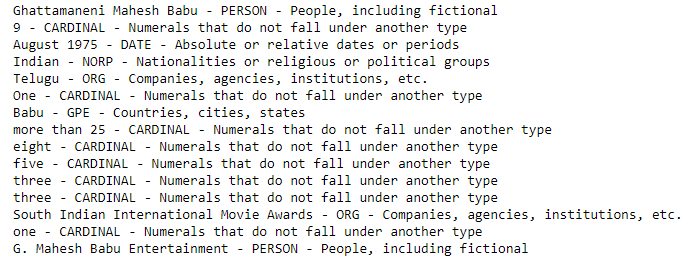 Ghattamaneni Mahesh Babu - PERSON - People, including fictional
9 - CARDINAL - Numerals that do not fall under another type
August 1975 - DATE - Absolute or relative dates or periods
Indian - NORP - Nationalities or religious or political groups
Telugu - ORG - Companies, agencies, institutions, etc.
One - CARDINAL - Numerals that do not fall under another type
Babu - GPE - Countries, cities, states
more than 25 - CARDINAL - Numerals that do not fall under another type
eight - CARDINAL - Numerals that do not fall under another type
five - CARDINAL - Numerals that do not fall under another type
three - CARDINAL - Numerals that do not fall under another type
three - CARDINAL - Numerals that do not fall under another type
South Indian International Movie Awards - ORG - Companies, agencies, institutions, etc.
one - CARDINAL - Numerals that do not fall under another type
G. Mahesh Babu Entertainment - PERSON - People, including fictional